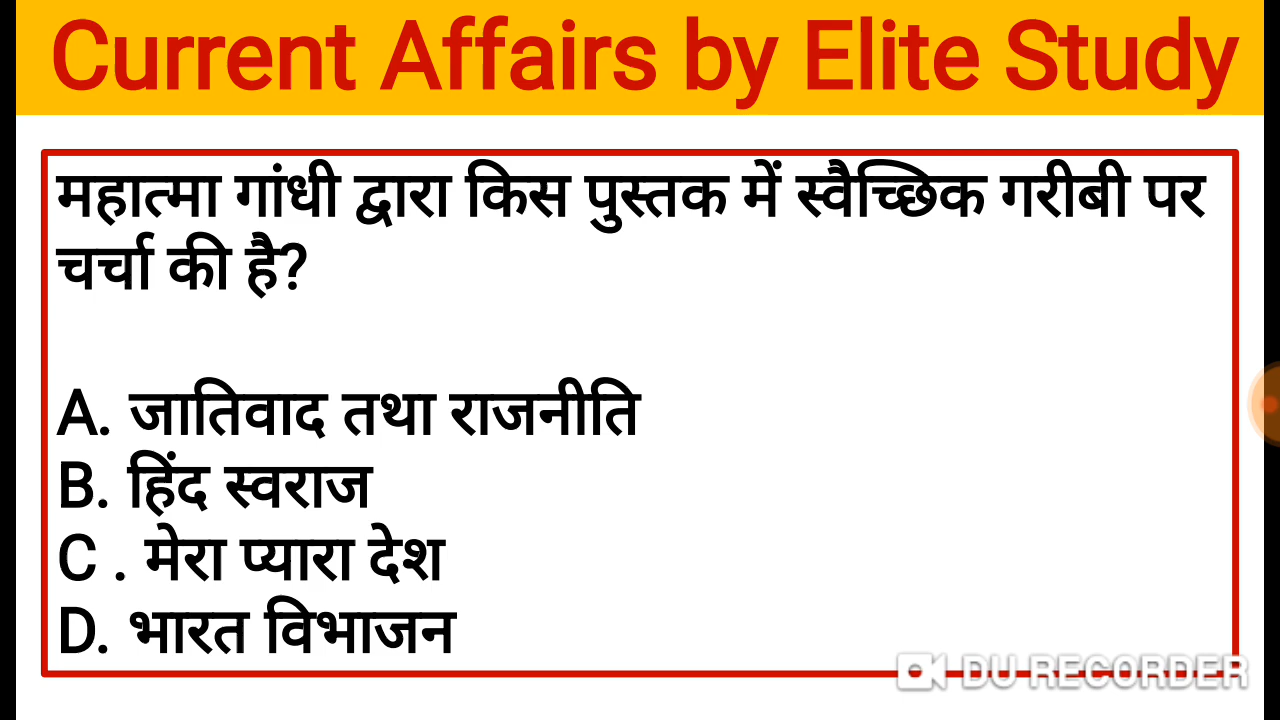 Current Affairs by Elite Study
महात्मा गांधी द्वारा किस पुस्तक में स्वैच्छिक गरीबी पर
चर्चा की है?
A. जातिवाद तथा राजनीति
B. हिंद स्वराज
C . मेरा प्यारा देश
D. भारत विभाजन
DU RECORDER